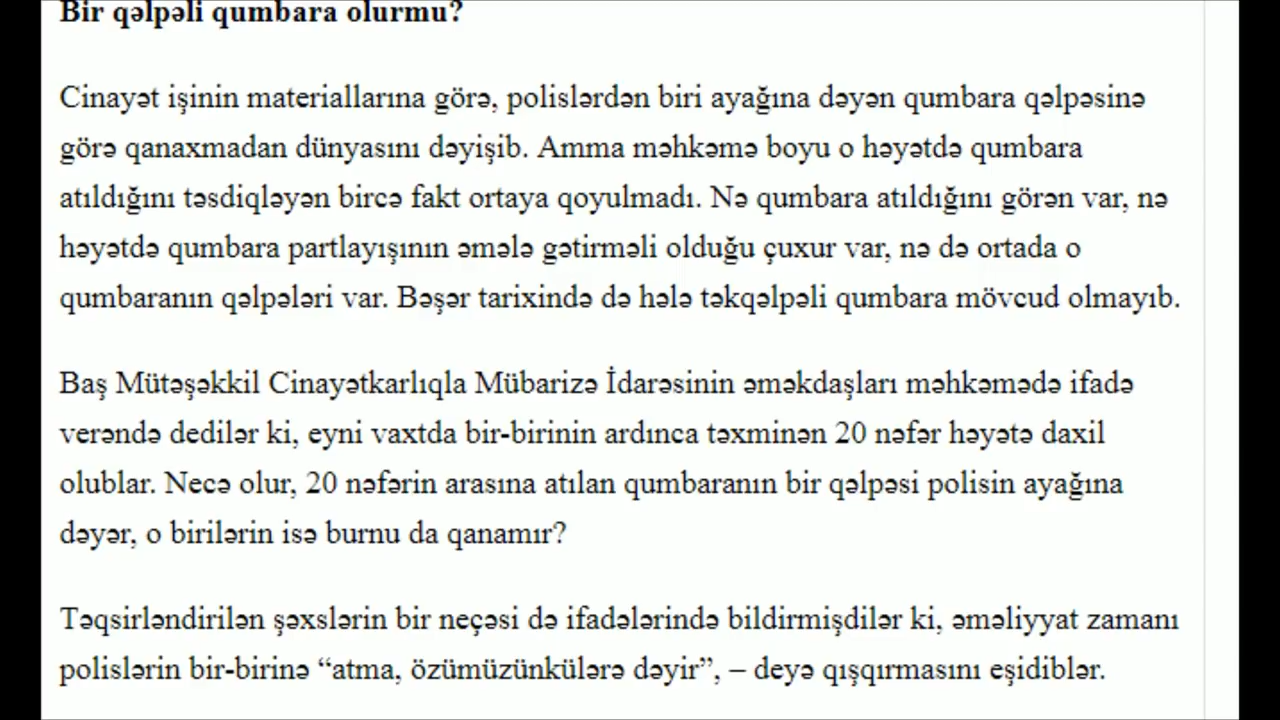 Bir qəlpəli qumbara olurmu?
Cinayət işinin materiallarına görə, polislərdən biri ayağına dəyən qumbara qəlpəsinə
görə qanaxmadan dünyasını dəyişib. Amma məhkəmə boyu o həyətdə qumbara
atıldığını təsdiqləyən bircə fakt ortaya qoyulmadı. Nə qumbara atıldığını görən var, nə
həyətdə qumbara partlayışının əmələ gətirməli olduğu çuxur var, nə də ortada o
qumbaranın qəlpələri var. Bəşər tarixində də hələ təkqəlpəli qumbara mövcud olmayıb.
Baş Mütəşəkkil Cinayətkarlıqla Mübarizə İdarəsinin əməkdaşları məhkəmədə ifadə
verəndə dedilər ki, eyni vaxtda bir-birinin ardınca təxminən 20 nəfər həyətə daxil
olublar. Necə olur, 20 nəfərin arasına atılan qumbaranın bir qəlpəsi polisin ayağına
dəyər, o birilərin isə burnu da qanamır?
Təqsirləndirilən şəxslərin bir neçəsi də ifadələrində bildirmişdilər ki, əməliyyat zamanı
polislərin bir-birinə “atma, özümüzünkülərə dəyir”, – deyə qışqırmasını eşidiblər.